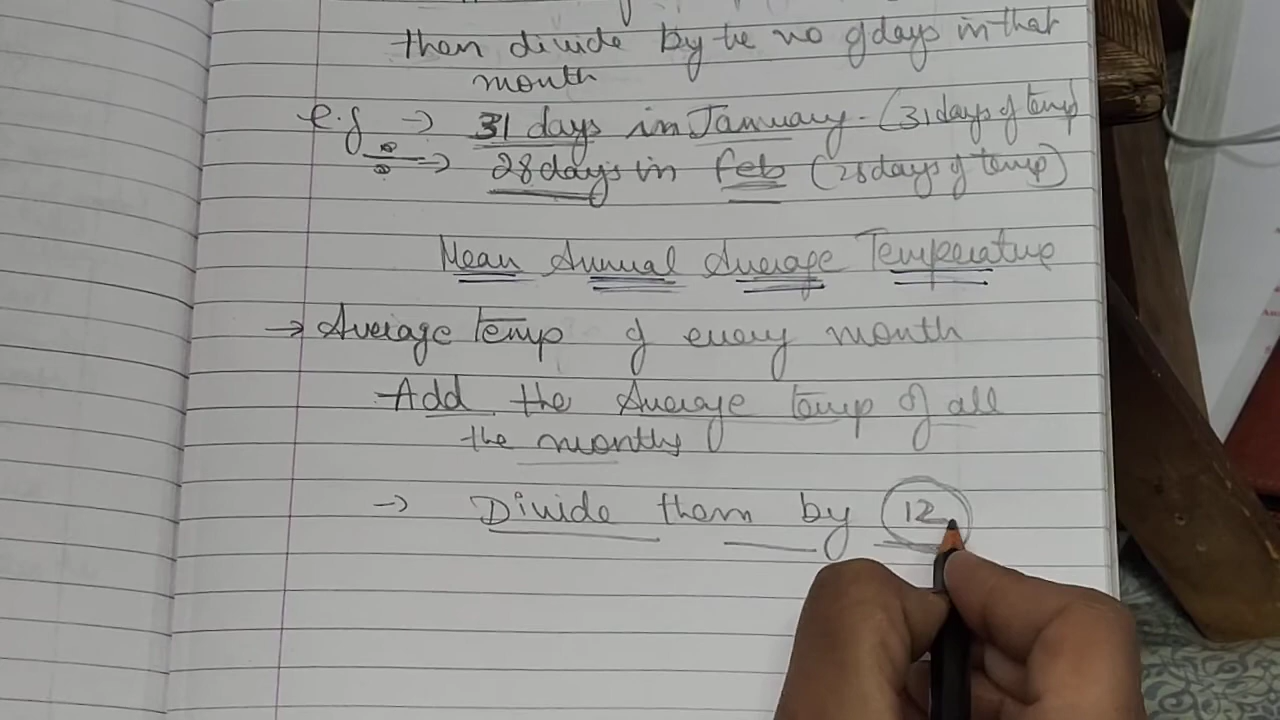 then divide by the no of days in that
month
e.g → 31 days in January. (31 days of temp
→ 28 days in feb (28 days of temp)
Mean Annual Average Temperature
→ Average temp of every month
Add the Average temp of all
the months
→ Divide them by 12